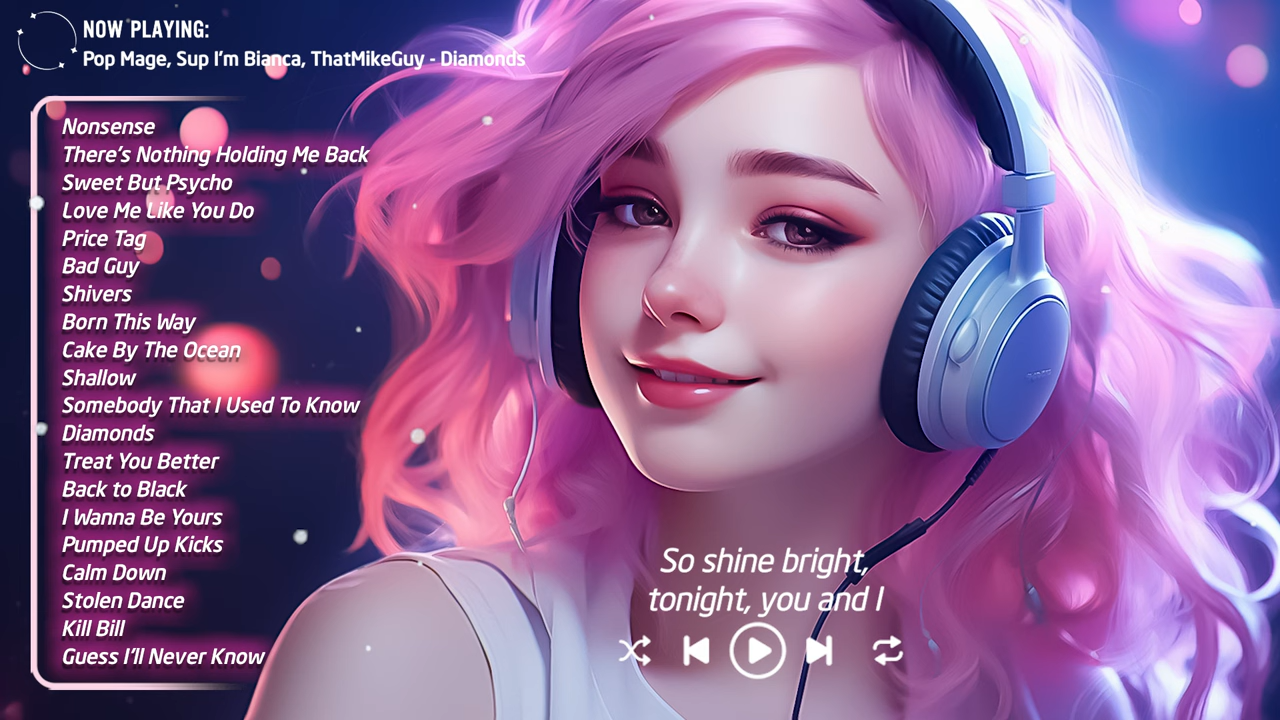 NOW PLAYING:
Pop Mage, Sup I'm Bianca, ThatMikeGuy - Diamonds
Nonsense
There's Nothing Holding Me Back
Sweet But Psycho
Love Me Like You Do
Price Tag
Bad Guy
Shivers
Born This Way
Cake By The Ocean
Shallow
Somebody That I Used To Know
Diamonds
Treat You Better
Back to Black
I Wanna Be Yours
Pumped Up Kicks
Calm Down
Stolen Dance
Kill Bill
Guess I'll Never Know
So shine bright,
tonight, you and I